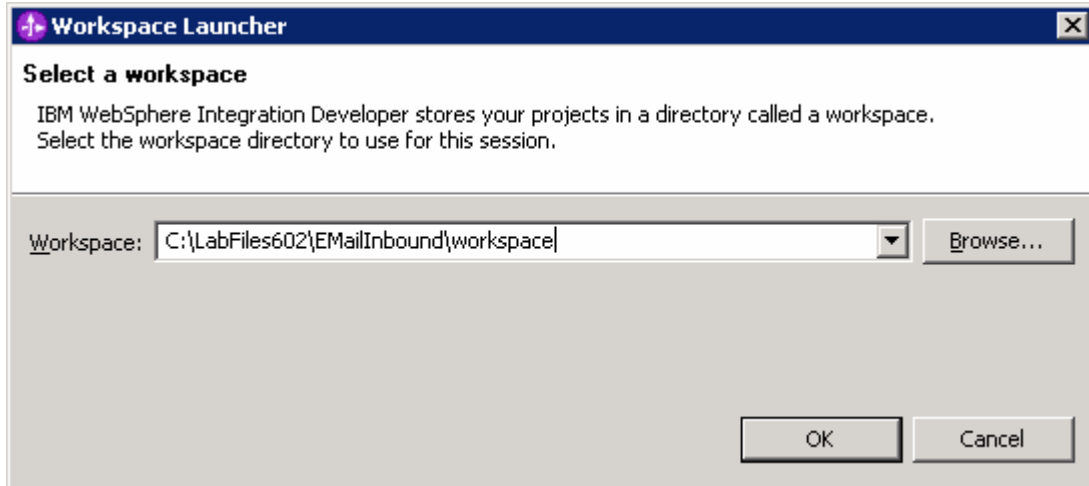 Workspace Launcher
Select a workspace
IBM WebSphere Integration Developer stores your projects in a directory called a workspace.
Select the workspace directory to use for this session.
Workspace: C:\LabFiles602\EMailInbound\workspace Browse...
OK Cancel